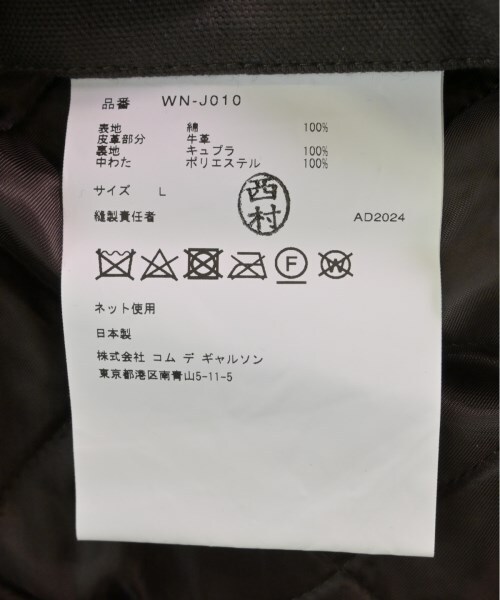 品番 WN-J010
表地 綿 100%
皮革部分 牛革
裏地 キュプラ 100%
中わた ポリエステル 100%
サイズ L
西村
縫製責任者 AD2024
F W
ネット使用
日本製
株式会社 コム デ ギャルソン
東京都港区南青山5-11-5